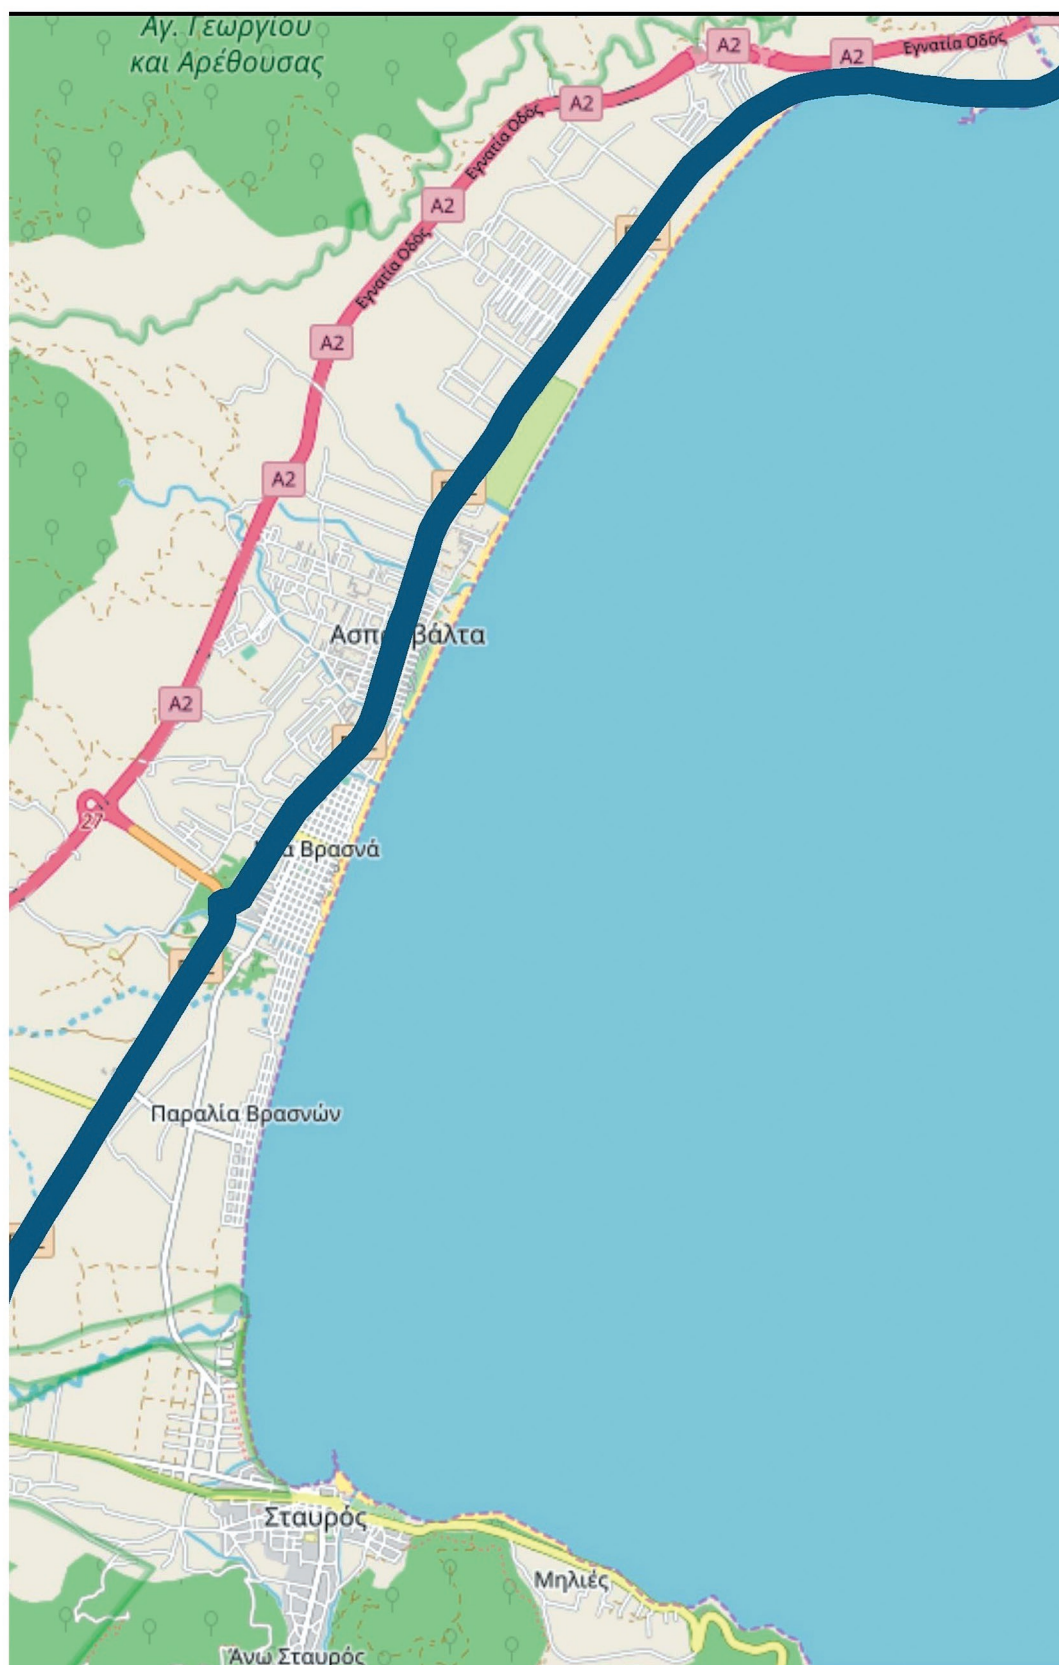 Αγ. Γεωργίου
και Αρέθουσας
A2
A2
Εγνατία Οδός
A2
Εγνατία Οδός
A2
Εγνατία Οδός
A2
A2
Ασπροβάλτα
A2
27
Βρασνά
Παραλία Βρασνών
Σταυρός
Μηλιές
Άνω Σταυρός